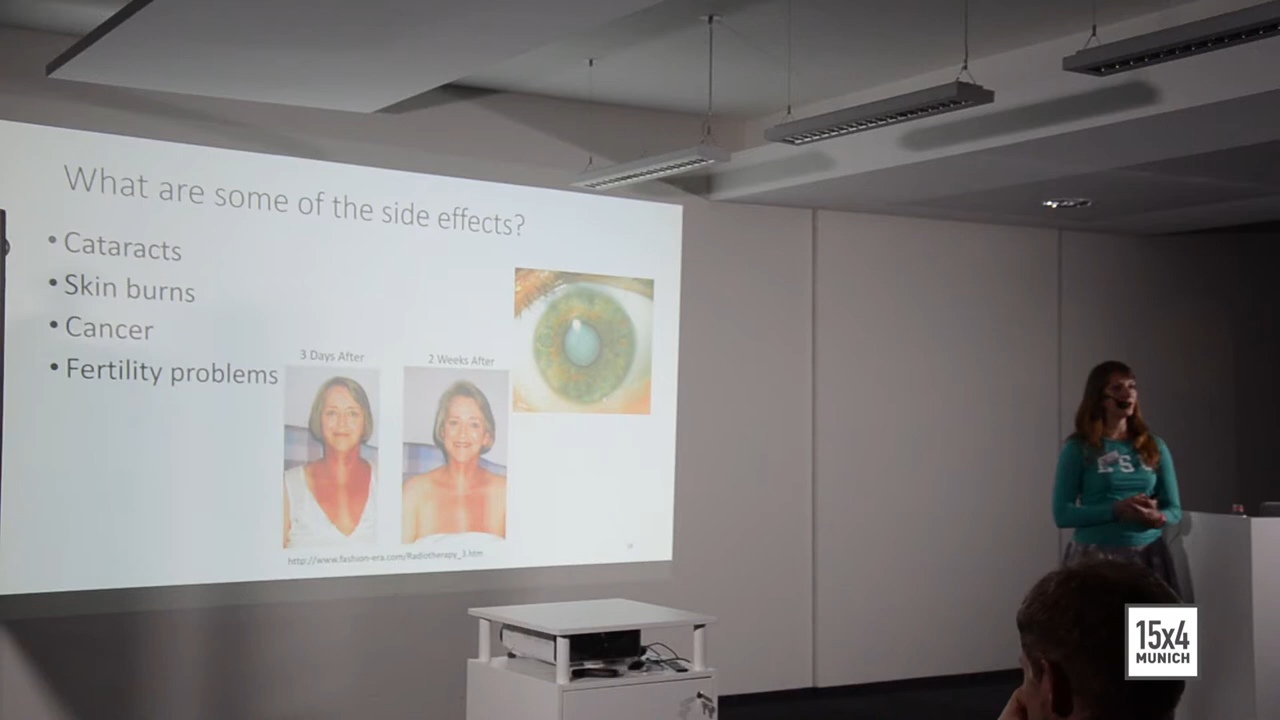 What are some of the side effects?
• Cataracts
• Skin burns
• Cancer
• Fertility problems
3 Days After
2 Weeks After
http://www.fashion-era.com/Radiotherapy_3.htm
15x4
MUNICH